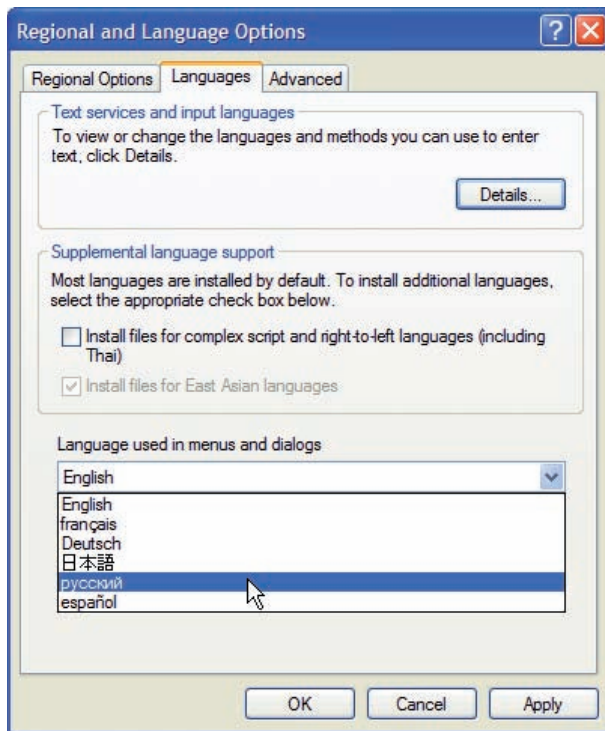 Regional and Language Options
Regional Options Languages Advanced
Text services and input languages
To view or change the languages and methods you can use to enter
text, click Details.
Details...
Supplemental language support
Most languages are installed by default. To install additional languages,
select the appropriate check box below.
Install files for complex script and right-to-left languages (including
Thai)
Install files for East Asian languages
Language used in menus and dialogs
English
English
français
Deutsch
日本語
русский
español
OK Cancel Apply